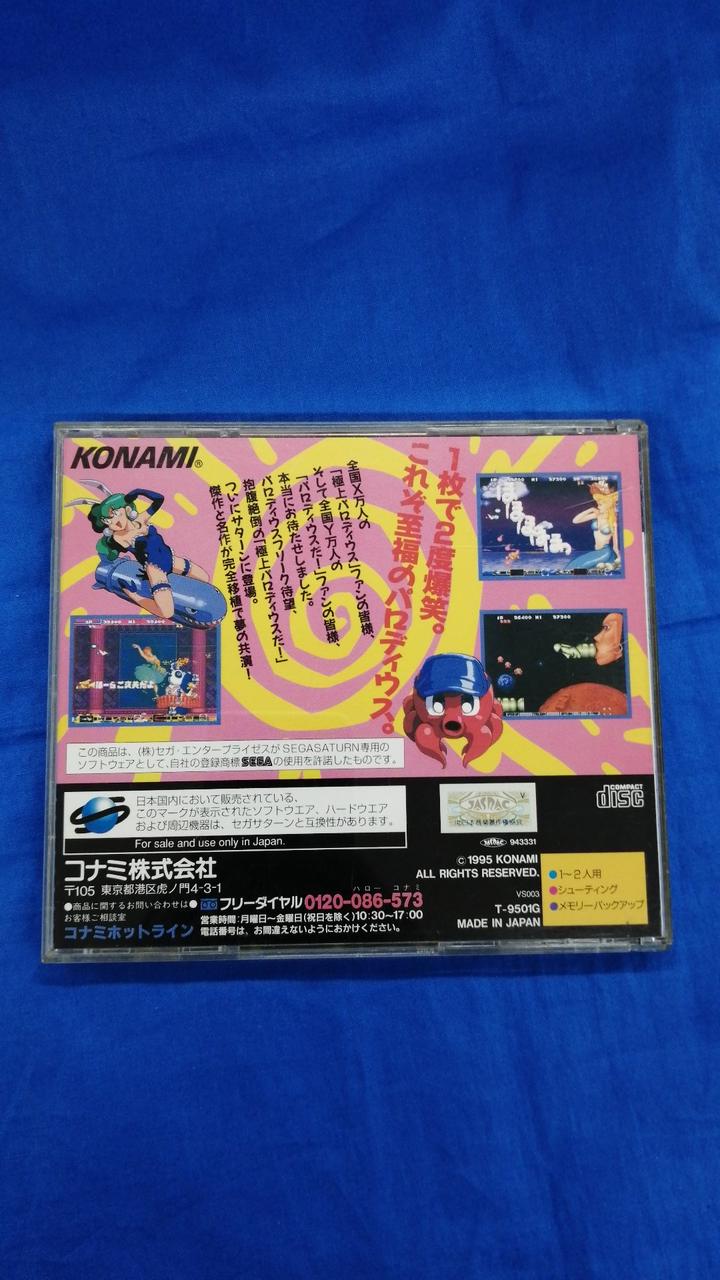 KONAMI®
1枚で2度爆笑。
これぞ至福のパロディウス。
全国X万人の
「極上パロディウス」ファンの皆様、
そして全国Y万人の
「パロディウスだ!」ファンの皆様、
本当にお待たせしました。
パロディウスフリーク待望、
抱腹絶倒の「極上パロディウスだ!」
ついにサターンに登場。
傑作と名作が完全移植で夢の共演!
ほーらご丈夫だよ
この商品は、(株)セガ・エンタープライゼスがSEGASATURN専用の
ソフトウェアとして、自社の登録商標SEGAの使用を許諾したものです。
日本国内において販売されている、
このマークが表示されたソフトウエア、ハードウエア
および周辺機器は、セガサターンと互換性があります。
For sale and use only in Japan.
JASRAC
943331
COMPACT
disc
コナミ株式会社
〒105 東京都港区虎ノ門4-3-1
●商品に関するお問い合わせは●
お客様ご相談室
コナミホットライン
ハロー コナミ
フリーダイヤル0120-086-573
営業時間:月曜日〜金曜日(祝日を除く)10:30〜17:00
電話番号は、お間違えないようにおかけください。
©1995 KONAMI
ALL RIGHTS RESERVED.
VS003
T-9501G
MADE IN JAPAN
●1〜2人用
●シューティング
●メモリーバックアップ